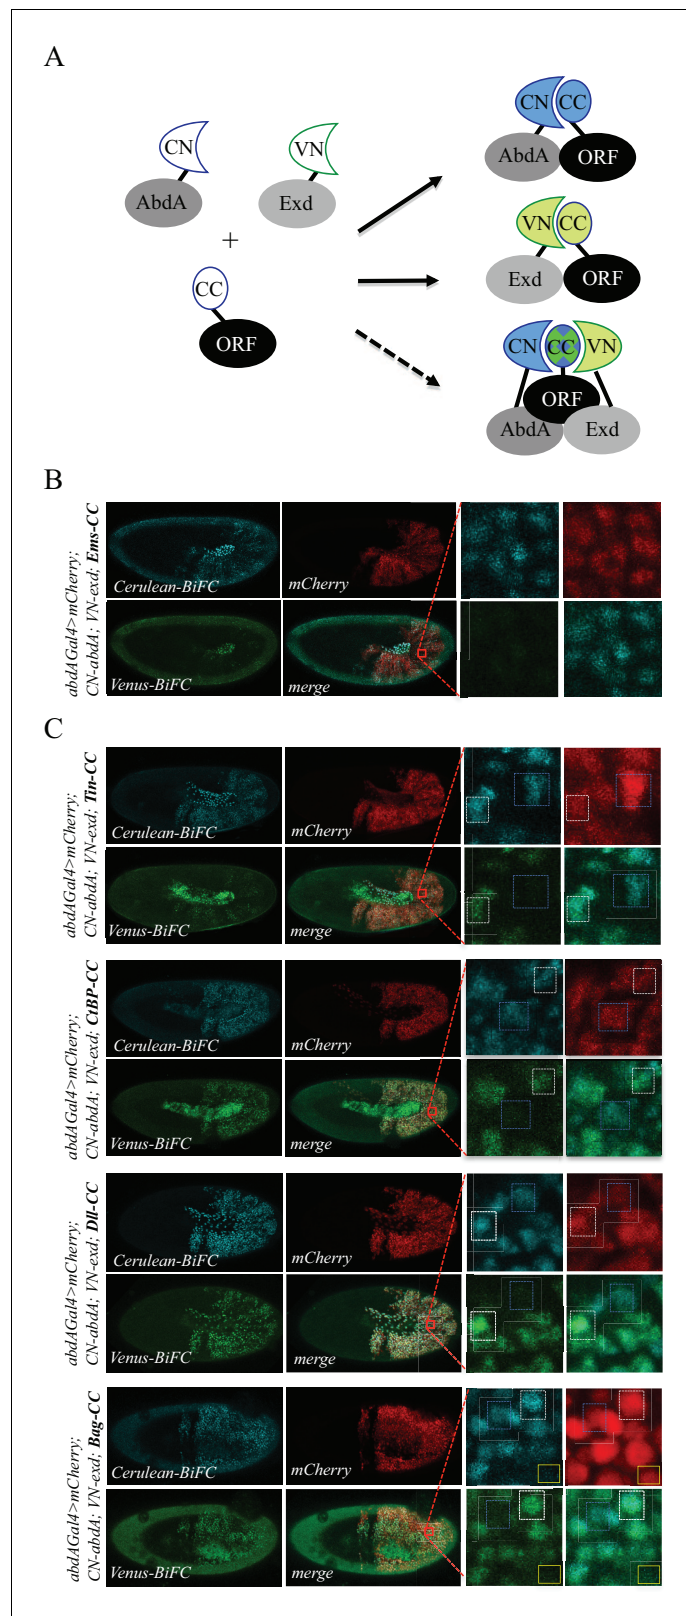 A
CN
VN
AbdA
Exd
+
CC
ORF
CN CC
AbdA ORF
VN CC
Exd ORF
CN CC VN
ORF
AbdA Exd
B
abdAGal4>mCherry;
CN-abdA; VN-exd; Ems-CC
Cerulean-BiFC
mCherry
Venus-BiFC
merge
C
abdAGal4>mCherry;
CN-abdA; VN-exd; Tin-CC
Cerulean-BiFC
mCherry
Venus-BiFC
merge
abdAGal4>mCherry;
CN-abdA; VN-exd; CtBP-CC
Cerulean-BiFC
mCherry
Venus-BiFC
merge
abdAGal4>mCherry;
CN-abdA; VN-exd; Dll-CC
Cerulean-BiFC
mCherry
Venus-BiFC
merge
abdAGal4>mCherry;
CN-abdA; VN-exd; Bag-CC
Cerulean-BiFC
mCherry
Venus-BiFC
merge